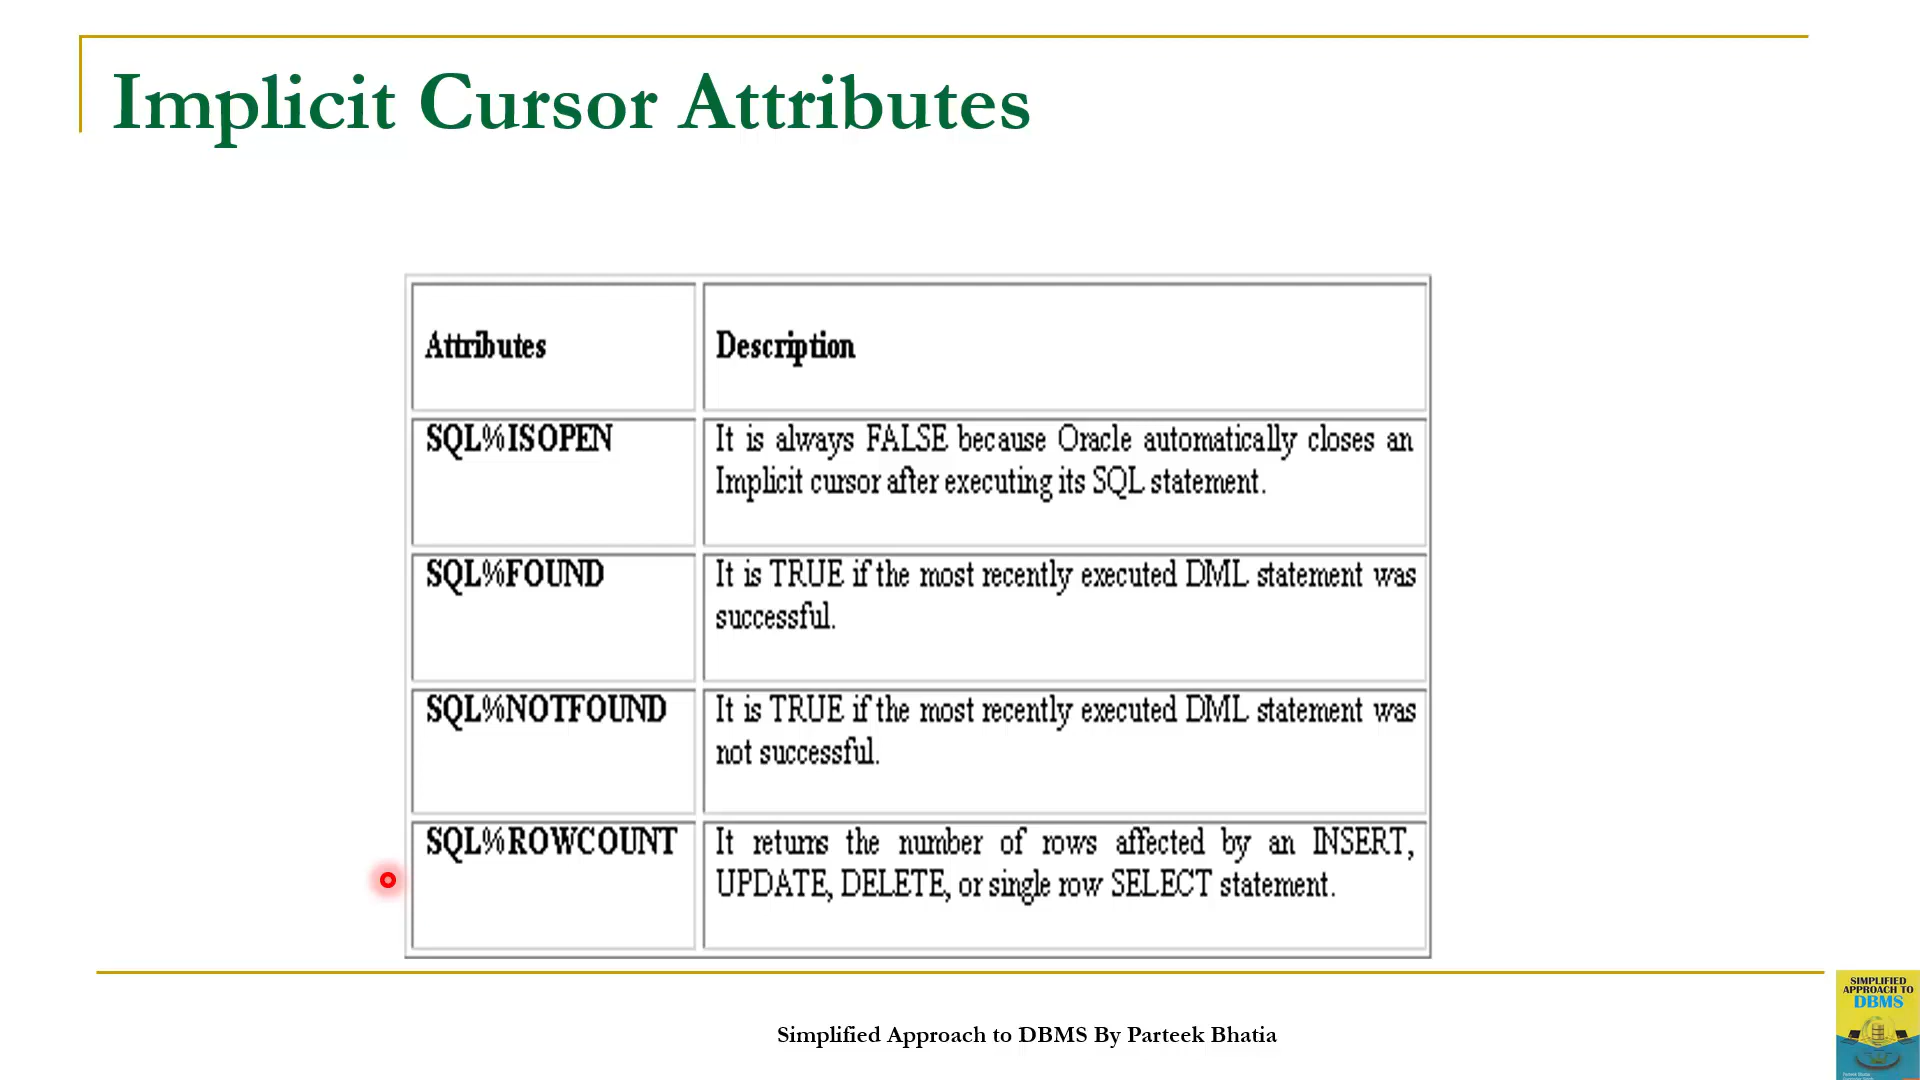 Implicit Cursor Attributes
Attributes
Description
SQL%ISOPEN
It is always FALSE because Oracle automatically closes an
Implicit cursor after executing its SQL statement.
SQL%FOUND
It is TRUE if the most recently executed DML statement was
successful.
SQL%NOTFOUND
It is TRUE if the most recently executed DML statement was
not successful.
SQL%ROWCOUNT
It returns the number of rows affected by an INSERT,
UPDATE, DELETE, or single row SELECT statement.
Simplified Approach to DBMS By Parteek Bhatia
SIMPLIFIED
APPROACH TO
DBMS